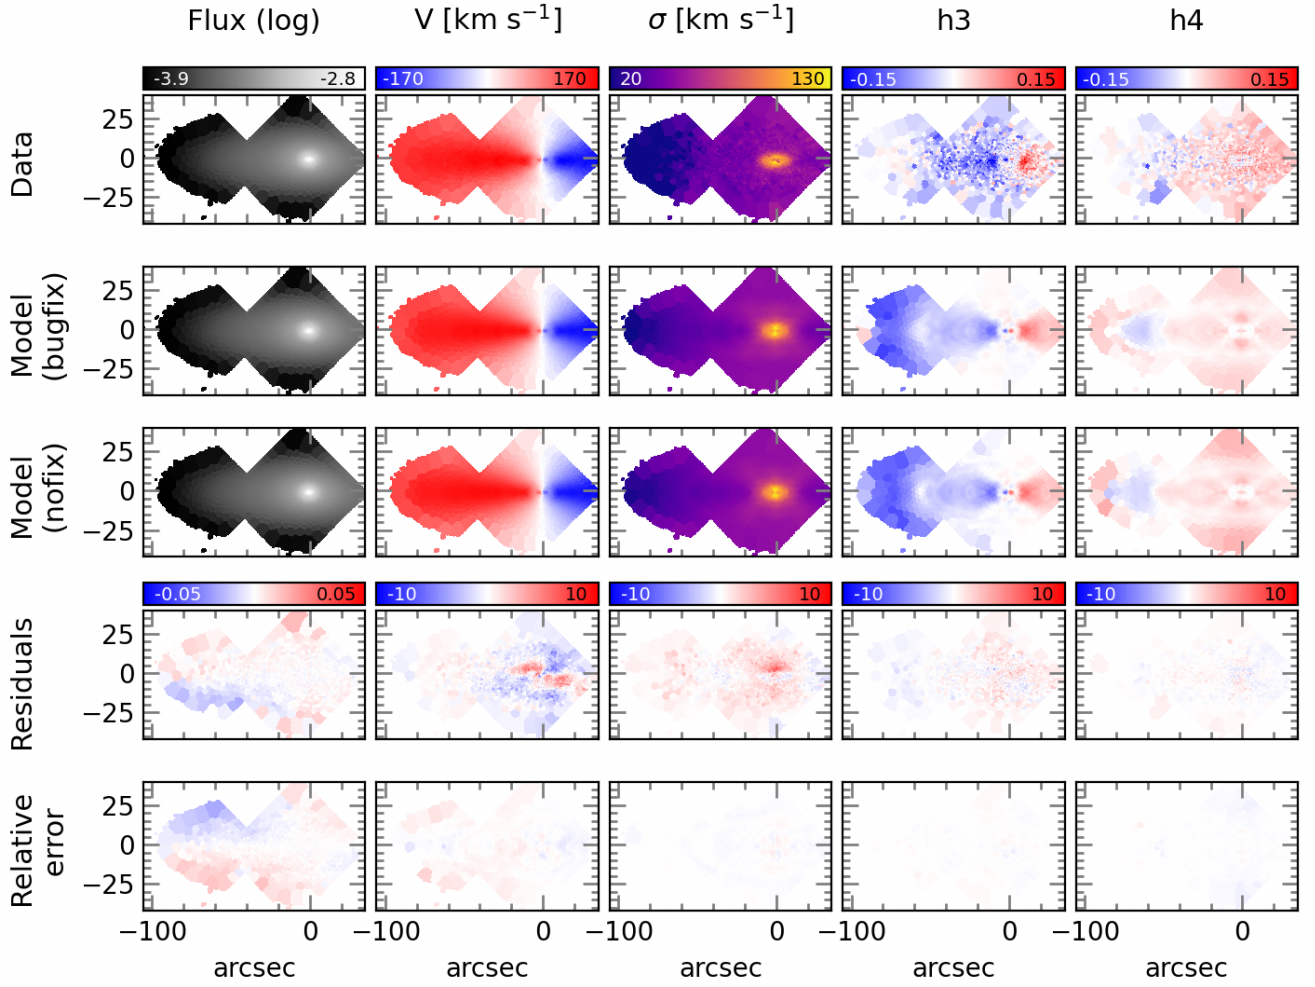 Flux (log) V [km s⁻¹] σ [km s⁻¹] h3 h4
-3.9 -2.8 -170 170 20 130 -0.15 0.15 -0.15 0.15
Data
25
0
−25
Model
(bugfix)
25
0
−25
Model
(nofix)
25
0
−25
-0.05 0.05 -10 10 -10 10 -10 10 -10 10
Residuals
25
0
−25
Relative
error
25
0
−25
−100 0 −100 0 −100 0 −100 0 −100 0
arcsec arcsec arcsec arcsec arcsec